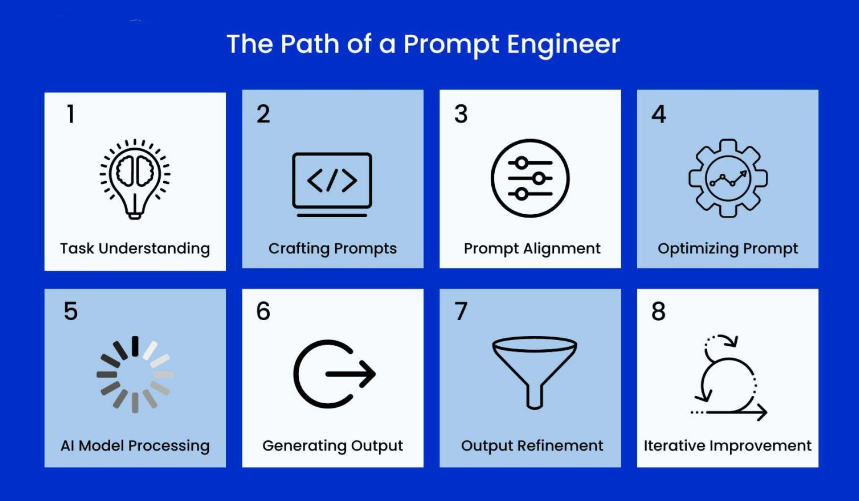 The Path of a Prompt Engineer
1
Task Understanding
2
</>
Crafting Prompts
3
Prompt Alignment
4
Optimizing Prompt
5
AI Model Processing
6
Generating Output
7
Output Refinement
8
Iterative Improvement